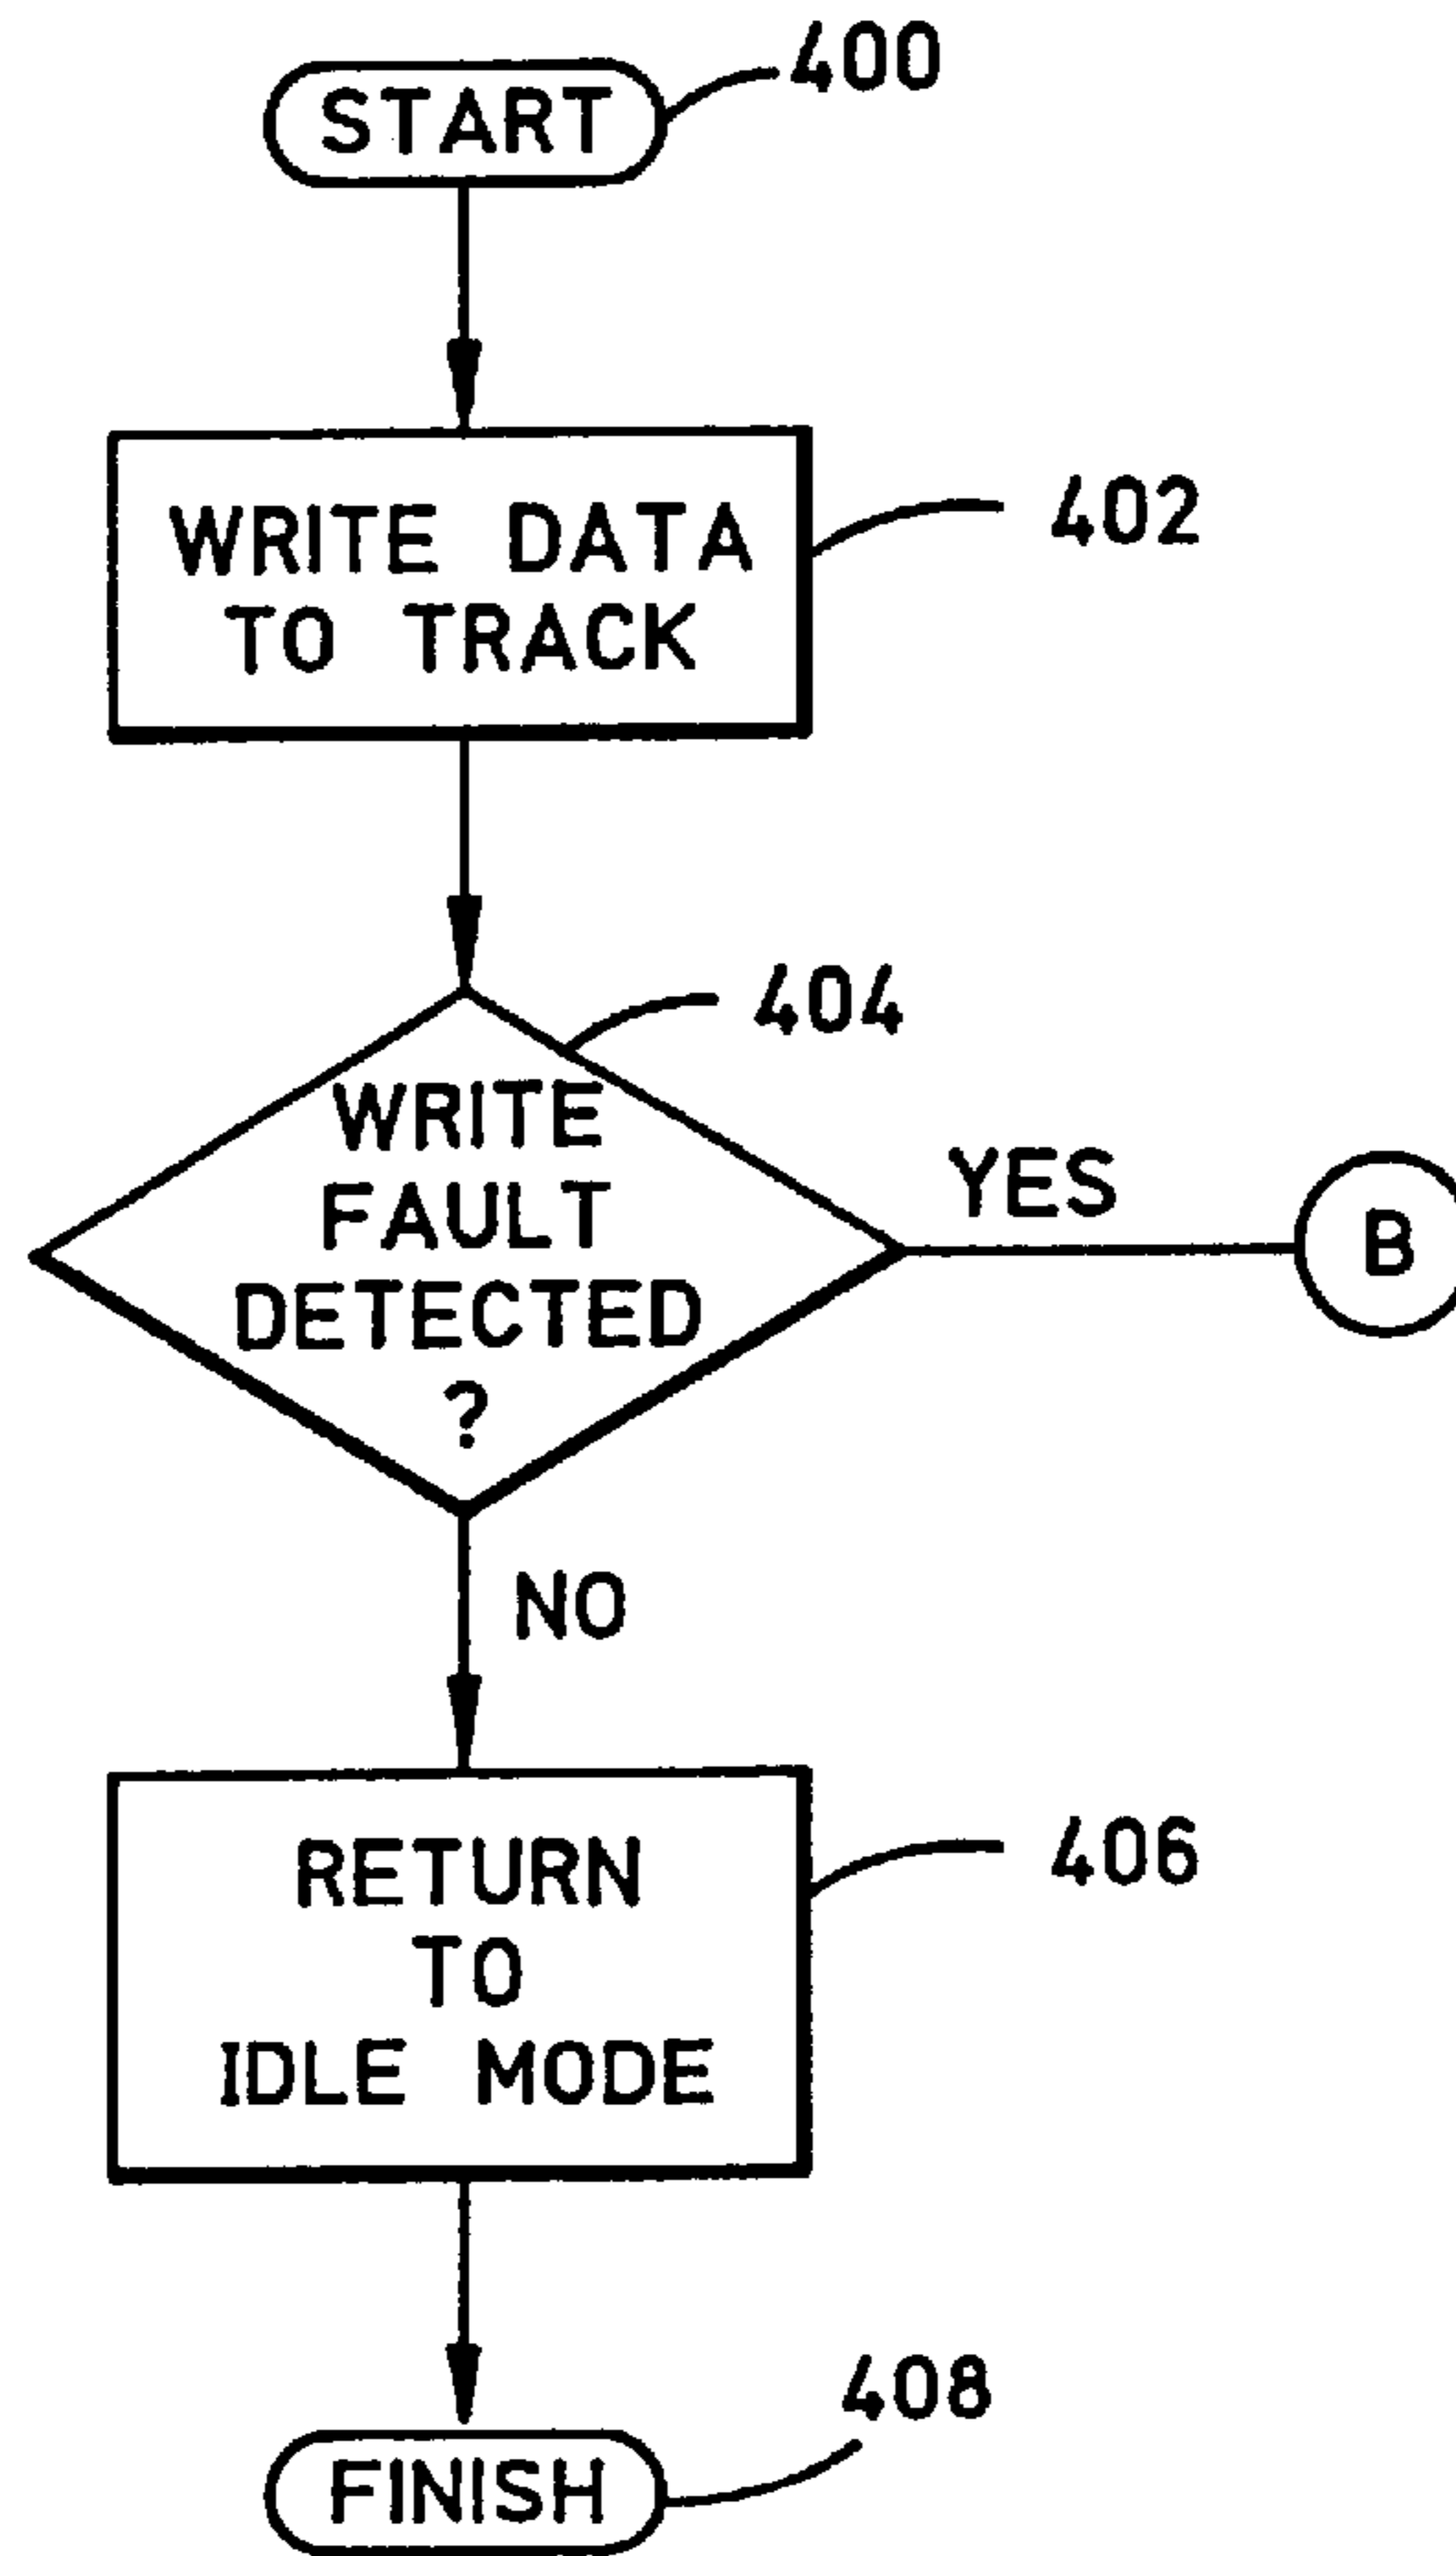 START
400
WRITE DATA
TO TRACK
402
404
WRITE
FAULT
DETECTED
?
YES
B
NO
RETURN
TO
IDLE MODE
406
408
FINISH